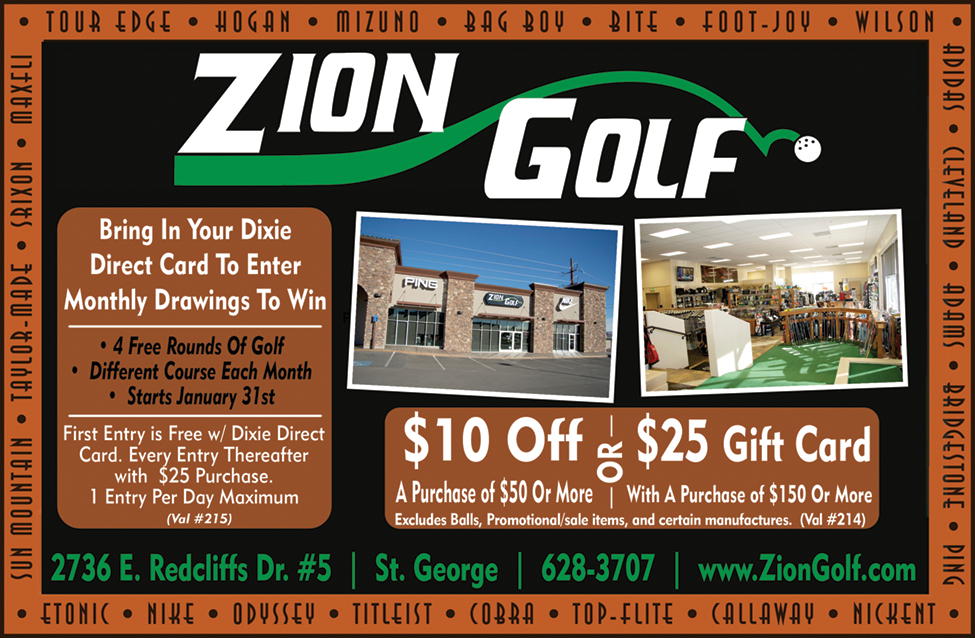 • TOUR EDGE • HOGAN • MIZUNO • BAG BOY • BITE • FOOT-JOY • WILSON •
ADIDAS • CLEVELAND • ADAMS • BRIDGESTONE • PING
SUN MOUNTAIN • TAYLOR-MADE • SRIXON • MAXFLI
ZION
GOLF
Bring In Your Dixie
Direct Card To Enter
Monthly Drawings To Win
• 4 Free Rounds Of Golf
• Different Course Each Month
• Starts January 31st
First Entry is Free w/ Dixie Direct
Card. Every Entry Thereafter
with $25 Purchase.
1 Entry Per Day Maximum
(Val #215)
PING
ZION
GOLF
$10 Off
A Purchase of $50 Or More
OR
$25 Gift Card
With A Purchase of $150 Or More
Excludes Balls, Promotional/sale items, and certain manufactures. (Val #214)
2736 E. Redcliffs Dr. #5 | St. George | 628-3707 | www.ZionGolf.com
• ETONIC • NIKE • ODYSSEY • TITLEIST • COBRA • TOP-FLITE • CALLAWAY • NICKENT •